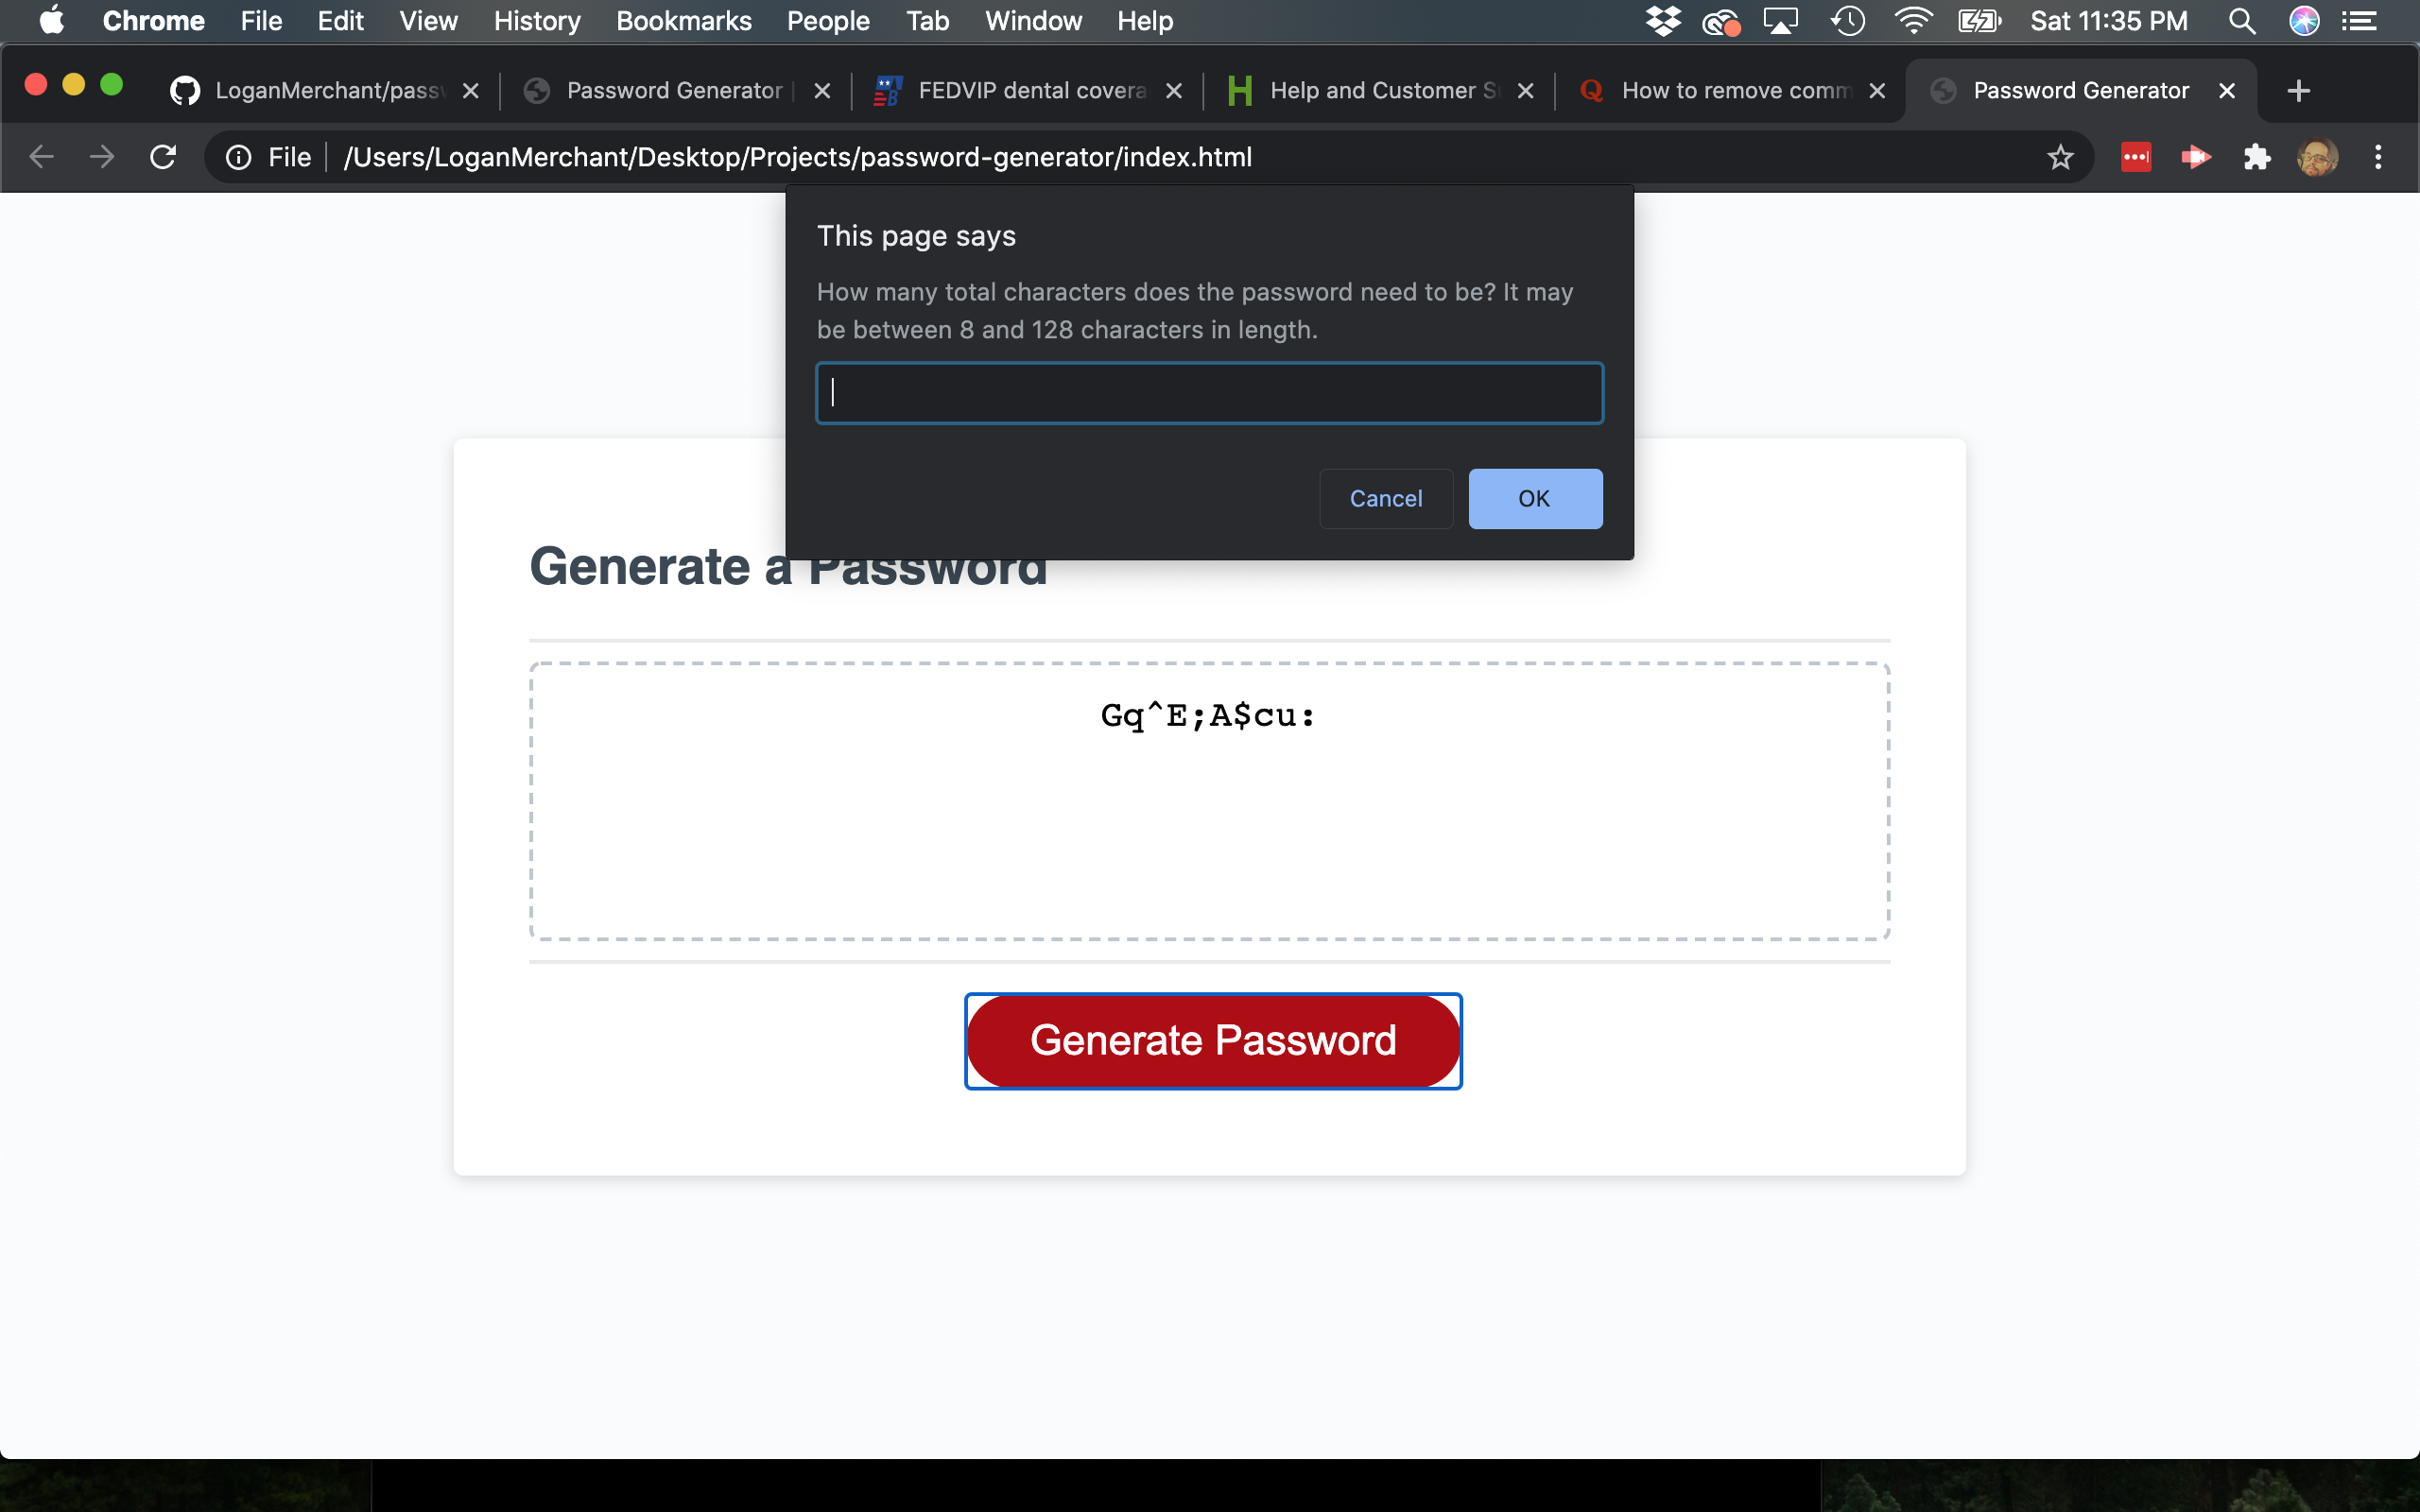 Chrome File Edit View History Bookmarks People Tab Window Help Sat 11:35 PM
LoganMerchant/passw Password Generator FEDVIP dental covera Help and Customer S How to remove comm Password Generator
File /Users/LoganMerchant/Desktop/Projects/password-generator/index.html
This page says
How many total characters does the password need to be? It may
be between 8 and 128 characters in length.
Cancel OK
Generate a Password
Gq^E;A$cu:
Generate Password